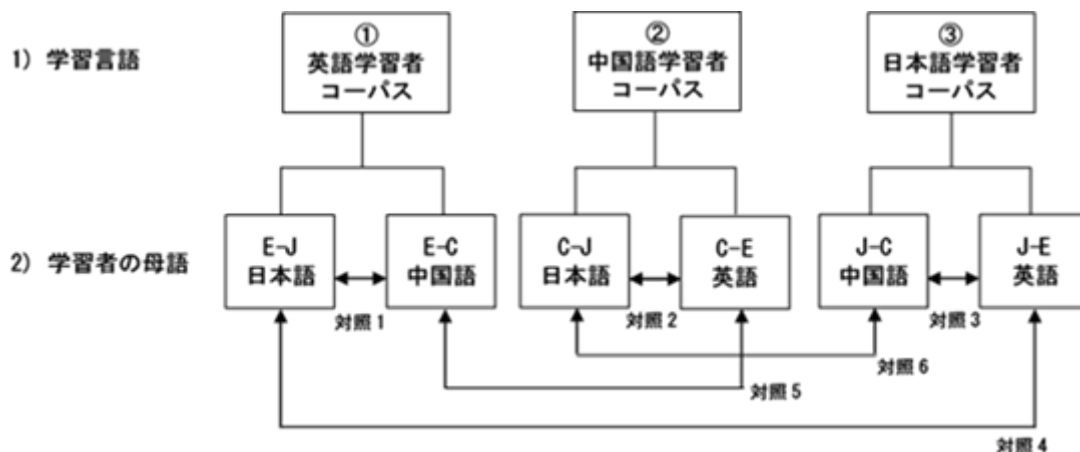 1) 学習言語
①
英語学習者
コーパス
②
中国語学習者
コーパス
③
日本語学習者
コーパス
2) 学習者の母語
E-J
日本語
E-C
中国語
C-J
日本語
C-E
英語
J-C
中国語
J-E
英語
対照1
対照2
対照3
対照6
対照5
対照4